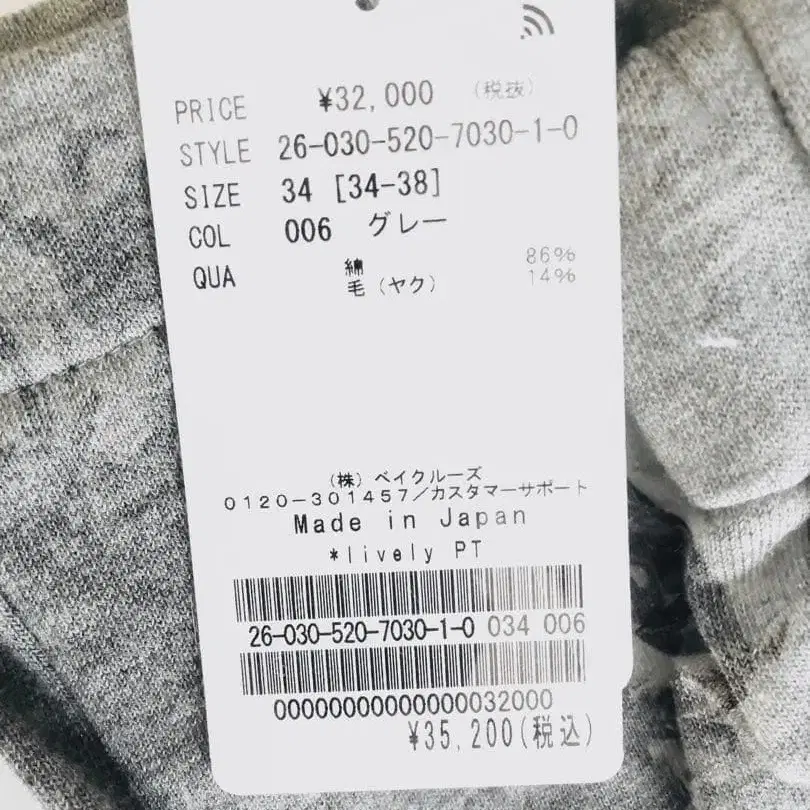 PRICE ¥32,000 (税抜)
STYLE 26-030-520-7030-1-0
SIZE 34 [34-38]
COL 006 グレー
QUA 綿 86%
毛(ヤク) 14%
(株)ベイクルーズ
0120-301457/カスタマーサポート
Made in Japan
*lively PT
26-030-520-7030-1-0 034 006
00000000000000032000
¥35,200(税込)